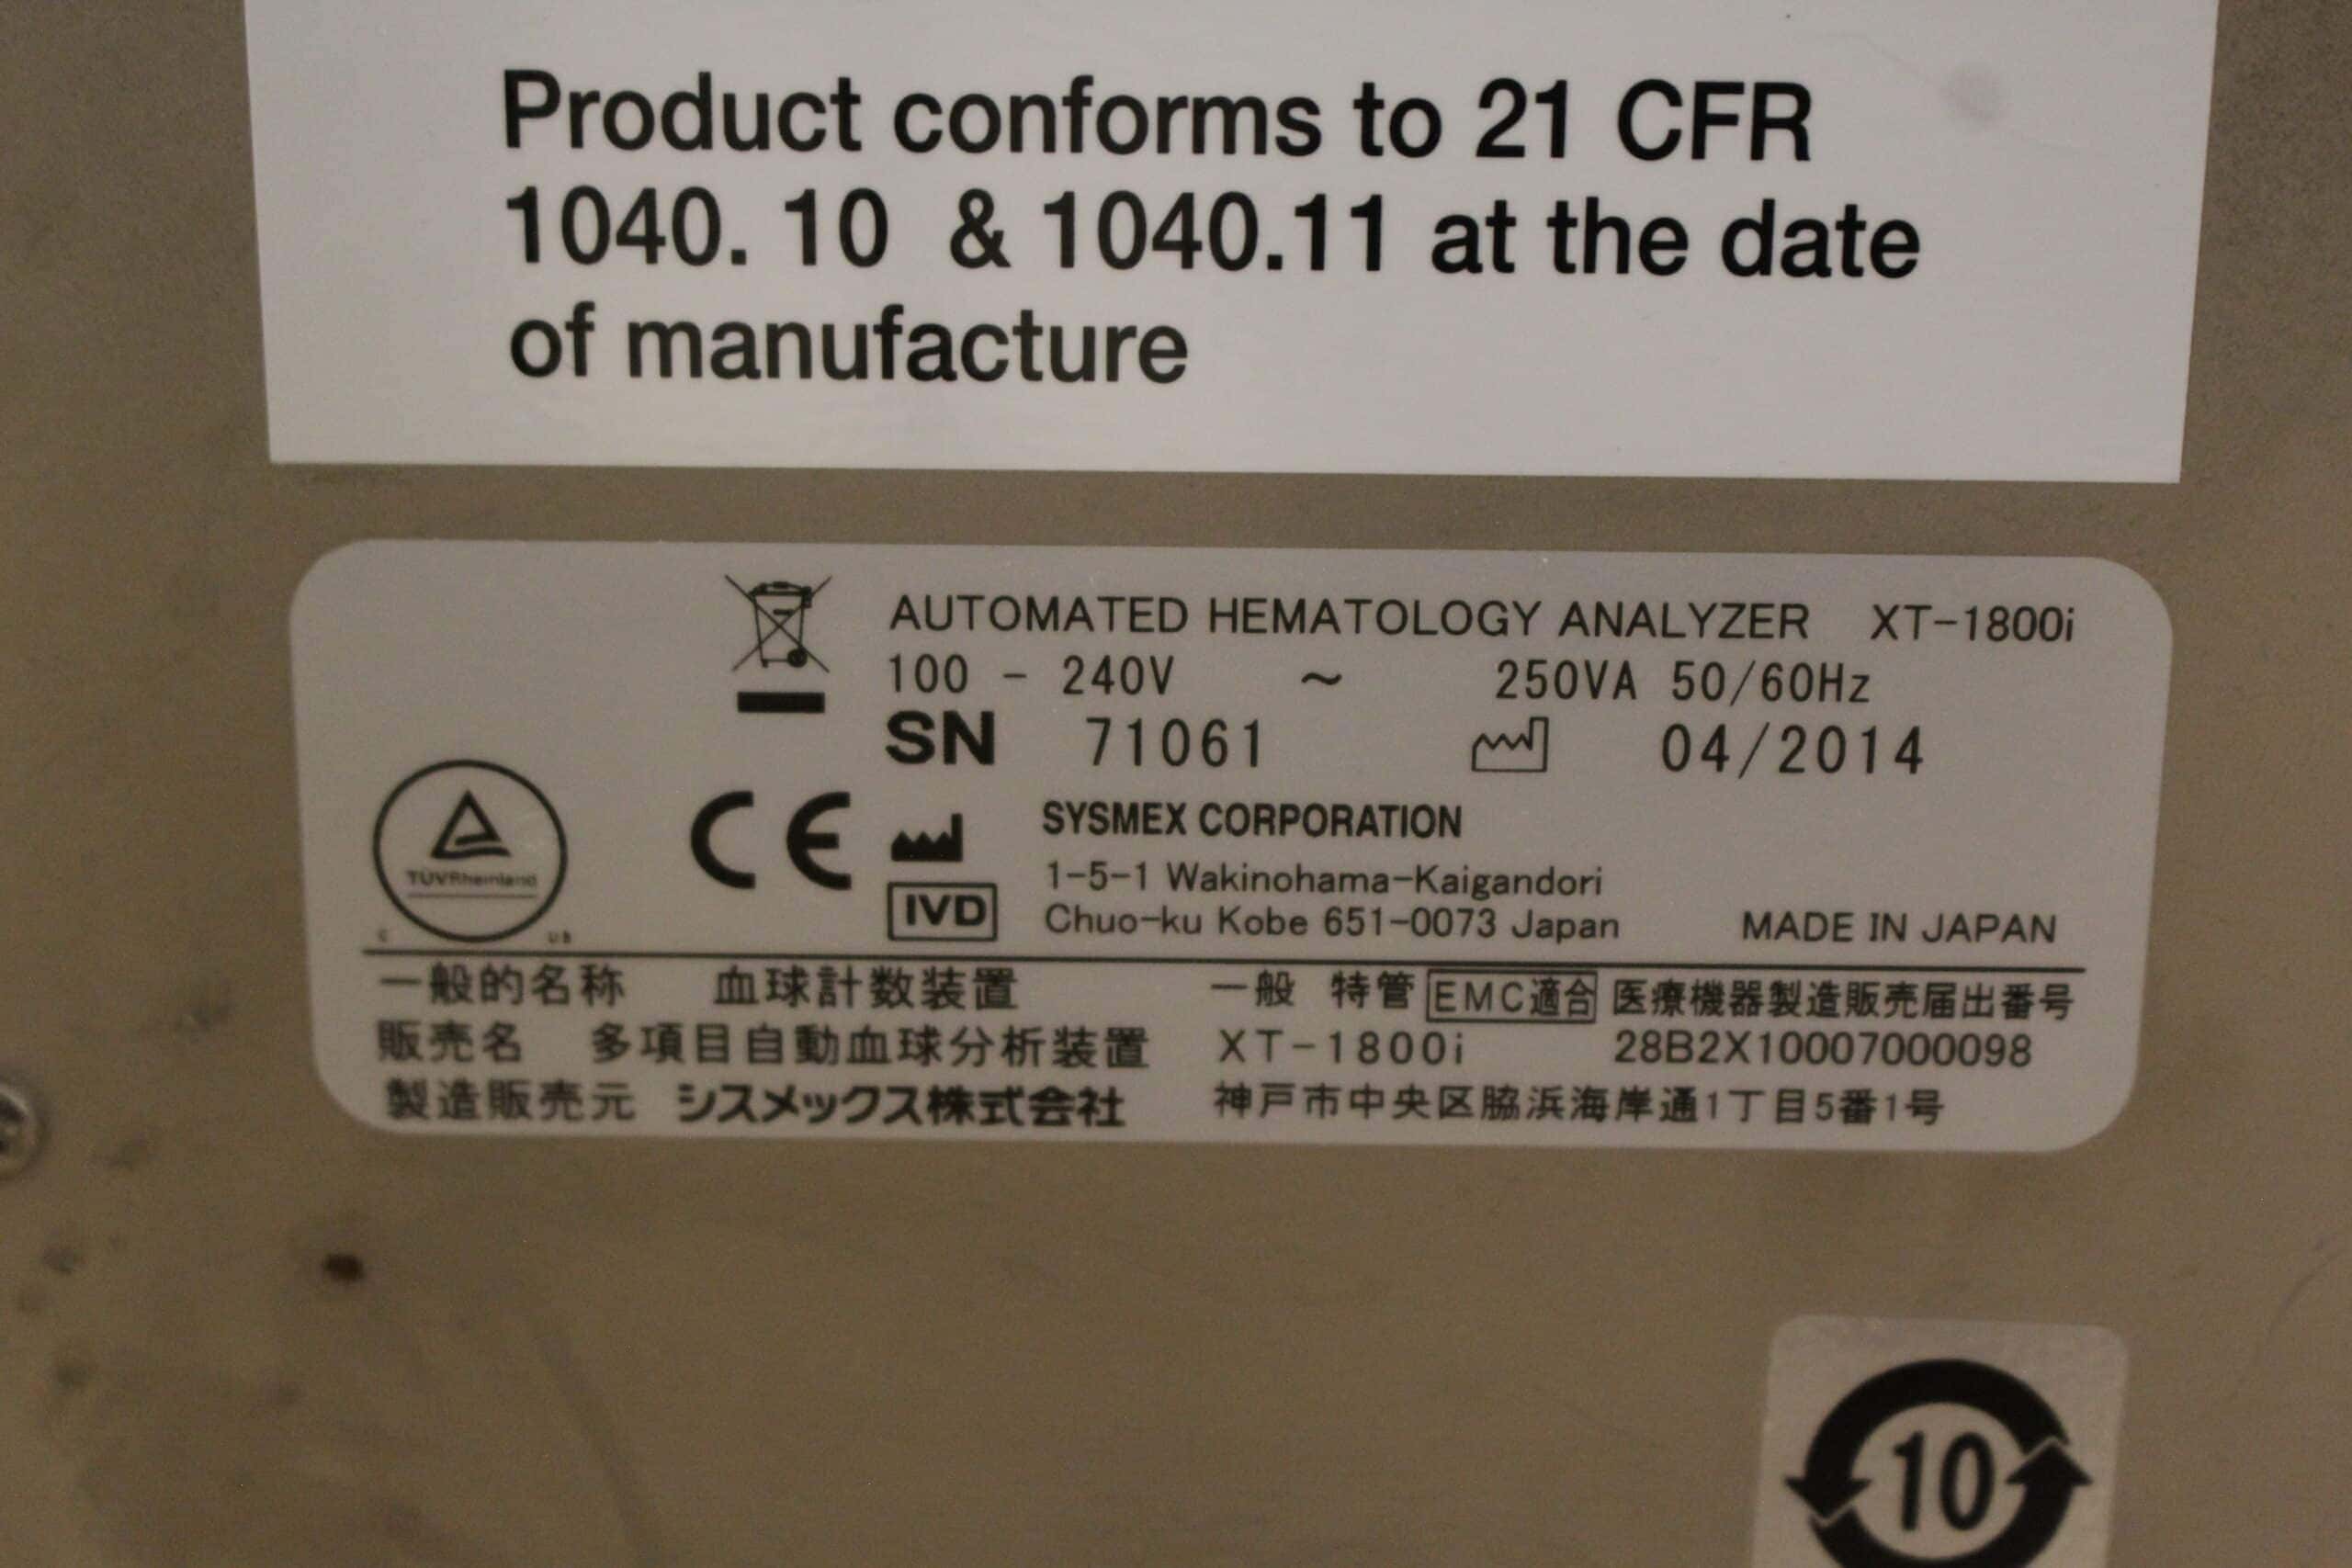 Product conforms to 21 CFR
1040. 10 & 1040.11 at the date
of manufacture
AUTOMATED HEMATOLOGY ANALYZER XT-1800i
100 - 240V ~ 250VA 50/60Hz
SN 71061 04/2014
TÜVRheinland
C US
CE
SYSMEX CORPORATION
IVD
1-5-1 Wakinohama-Kaigandori
Chuo-ku Kobe 651-0073 Japan MADE IN JAPAN
一般的名称 血球計数装置 一般 特管 EMC適合 医療機器製造販売届出番号
販売名 多項目自動血球分析装置 XT-1800i 28B2X10007000098
製造販売元 シスメックス株式会社 神戸市中央区脇浜海岸通1丁目5番1号
10